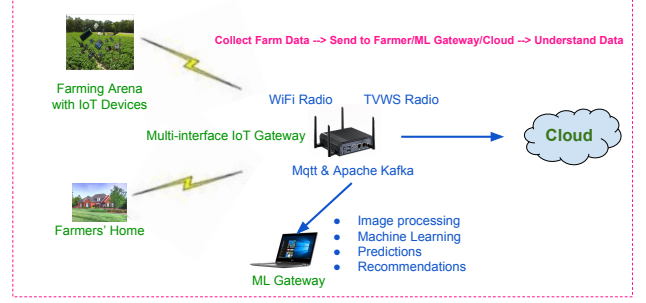 Collect Farm Data --> Send to Farmer/ML Gateway/Cloud --> Understand Data
Farming Arena
with IoT Devices
WiFi Radio
TVWS Radio
Multi-interface IoT Gateway
Cloud
Mqtt & Apache Kafka
Farmers' Home
● Image processing
● Machine Learning
● Predictions
● Recommendations
ML Gateway